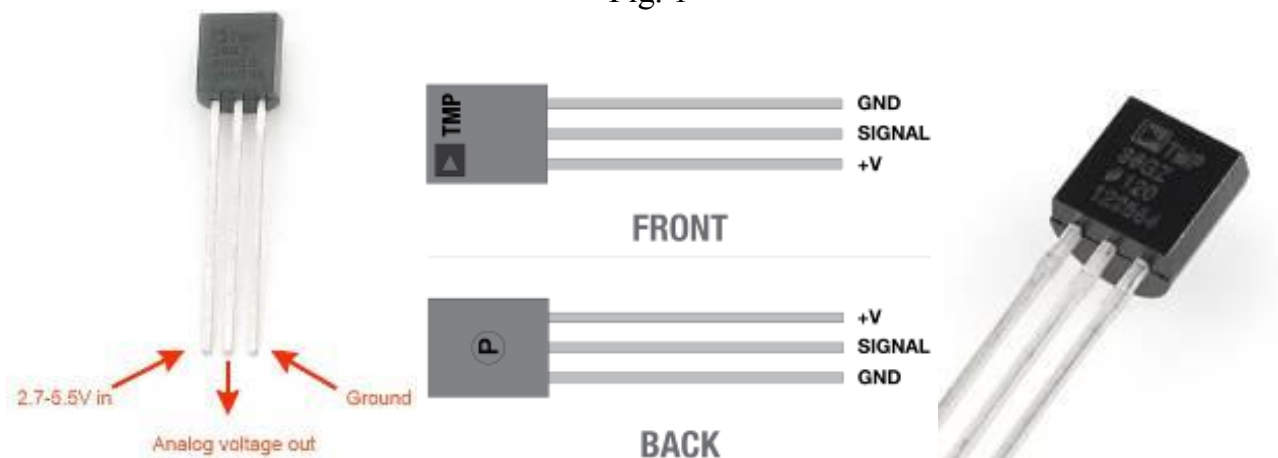 Fig. 1
2.7-5.5V in
Analog voltage out
Ground
TMP
GND
SIGNAL
+V
FRONT
P
+V
SIGNAL
GND
BACK
TMP
36GZ
120